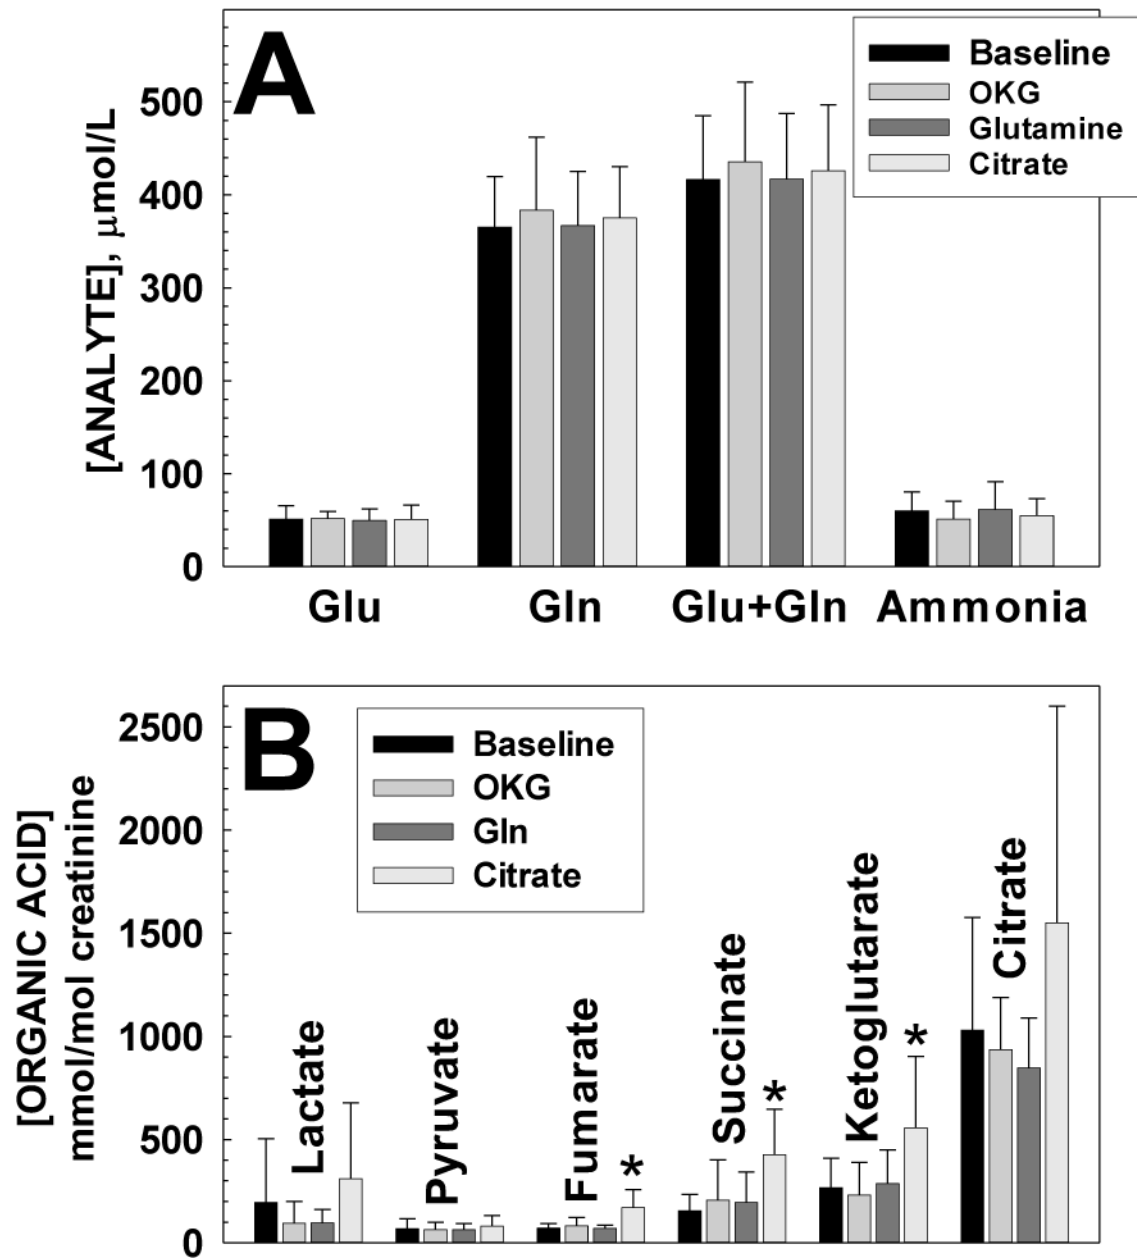 A
Baseline
OKG
Glutamine
Citrate
[ANALYTE], μmol/L
500
400
300
200
100
0
Glu Gln Glu+Gln Ammonia
B
Baseline
OKG
Gln
Citrate
[ORGANIC ACID]
mmol/mol creatinine
2500
2000
1500
1000
500
0
Lactate
Pyruvate
Fumarate
*
Succinate
*
Ketoglutarate
*
Citrate